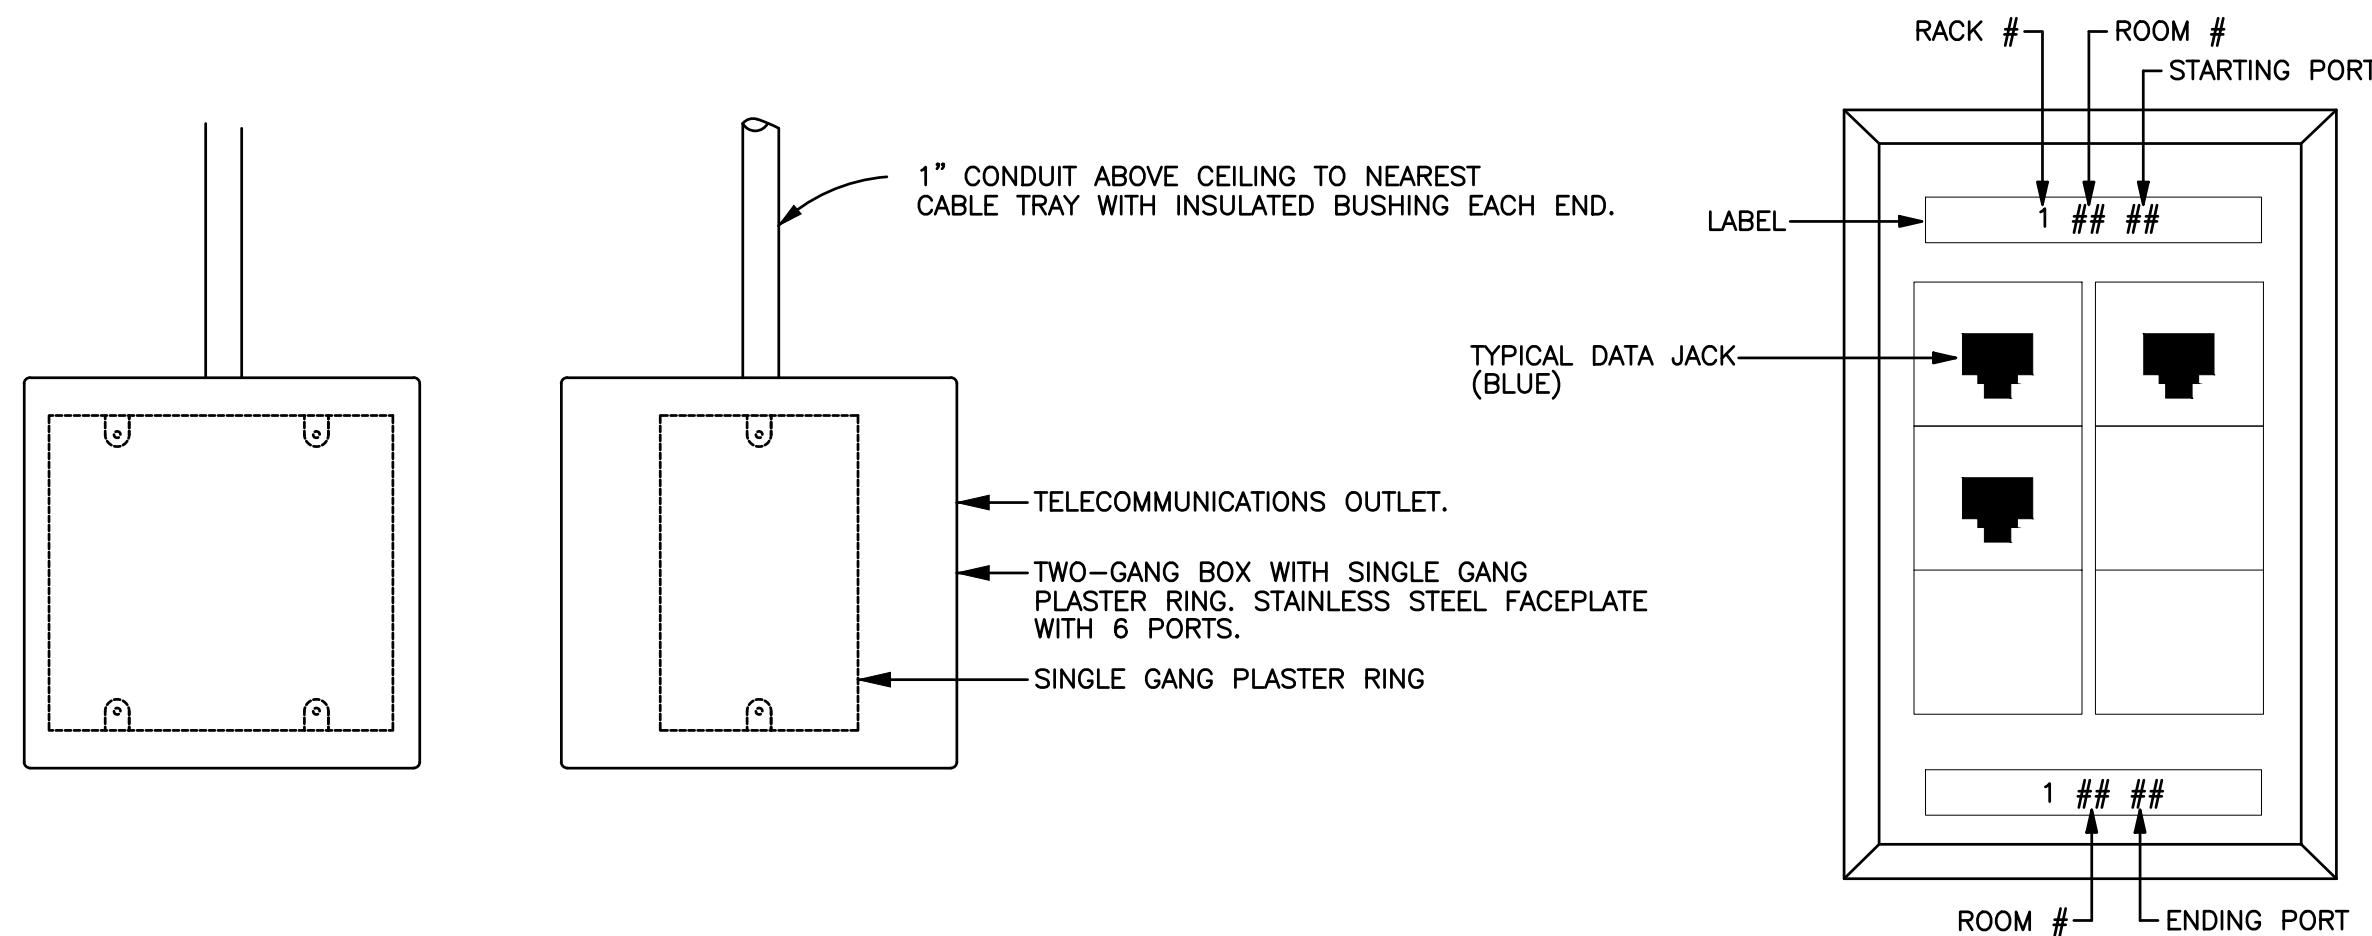 RACK #
ROOM #
STARTING PORT
1" CONDUIT ABOVE CEILING TO NEAREST
CABLE TRAY WITH INSULATED BUSHING EACH END.
LABEL
1 ## ##
TYPICAL DATA JACK
(BLUE)
TELECOMMUNICATIONS OUTLET.
TWO-GANG BOX WITH SINGLE GANG
PLASTER RING. STAINLESS STEEL FACEPLATE
WITH 6 PORTS.
SINGLE GANG PLASTER RING
1 ## ##
ROOM #
ENDING PORT